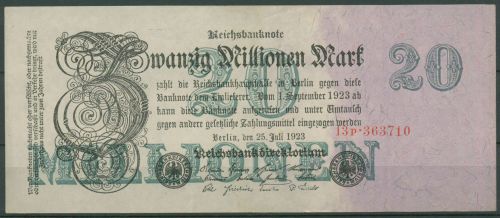 Reichsbanknote
Zwanzig Millionen Mark
20
20
zahlt die Reichsbankhauptkasse in Berlin gegen diese
Banknote dem Einlieferer. Vom 1. September 1923 ab
kann diese Banknote aufgerufen und unter Umtausch
gegen andere gesetzliche Zahlungsmittel eingezogen werden
Berlin, den 25. Juli 1923
13P·363710
Reichsbankdirektorium
MILLIONEN